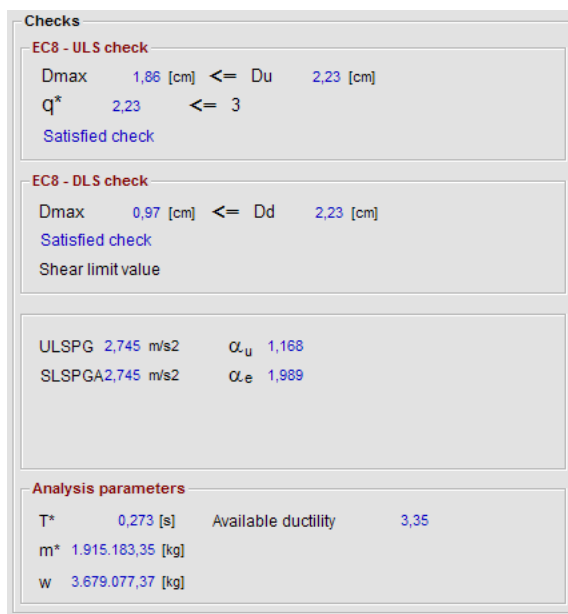 Checks
EC8 - ULS check
Dmax 1,86 [cm] <= Du 2,23 [cm]
q* 2,23 <= 3
Satisfied check
EC8 - DLS check
Dmax 0,97 [cm] <= Dd 2,23 [cm]
Satisfied check
Shear limit value
ULSPG 2,745 m/s2 αu 1,168
SLSPGA2,745 m/s2 αe 1,989
Analysis parameters
T* 0,273 [s] Available ductility 3,35
m* 1.915.183,35 [kg]
w 3.679.077,37 [kg]